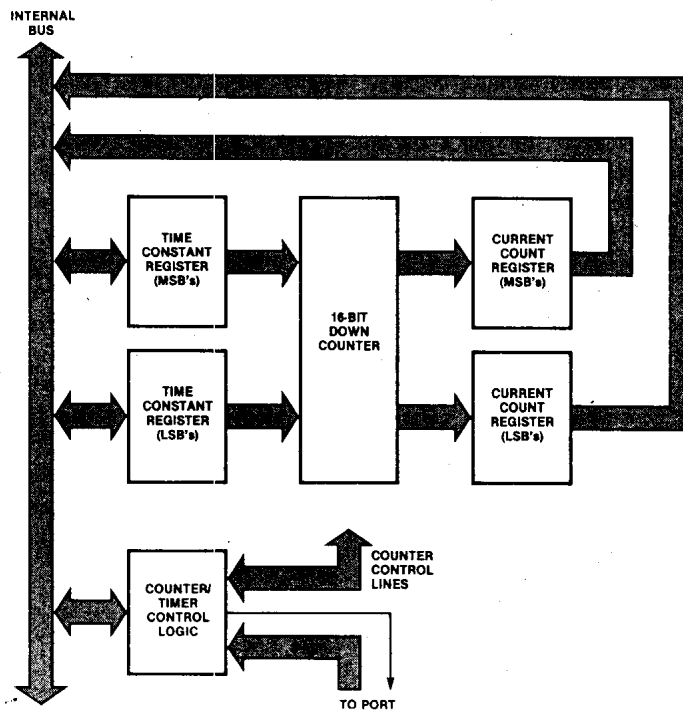 INTERNAL
BUS
TIME
CONSTANT
REGISTER
(MSB's)
16-BIT
DOWN
COUNTER
CURRENT
COUNT
REGISTER
(MSB's)
TIME
CONSTANT
REGISTER
(LSB's)
CURRENT
COUNT
REGISTER
(LSB's)
COUNTER/
TIMER
CONTROL
LOGIC
COUNTER
CONTROL
LINES
TO PORT